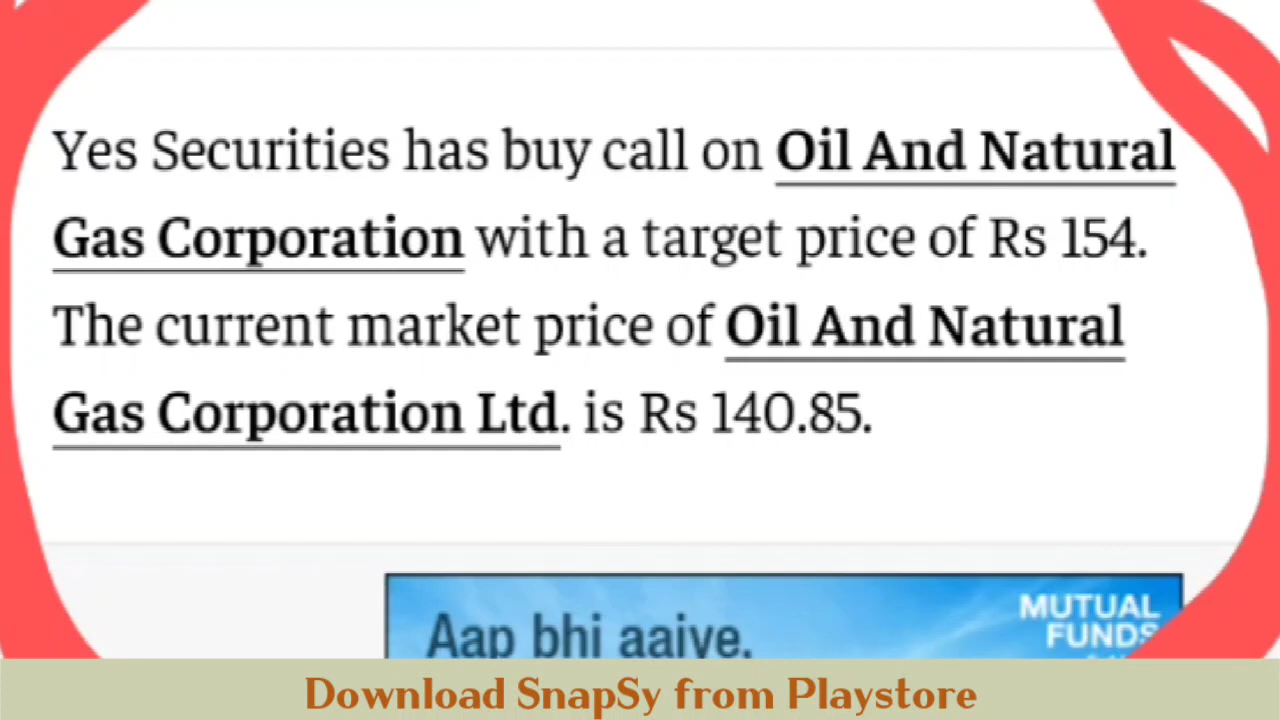 Yes Securities has buy call on Oil And Natural
Gas Corporation with a target price of Rs 154.
The current market price of Oil And Natural
Gas Corporation Ltd. is Rs 140.85.
Aap bhi aaiye.
MUTUAL
FUNDS
Download SnapSy from Playstore